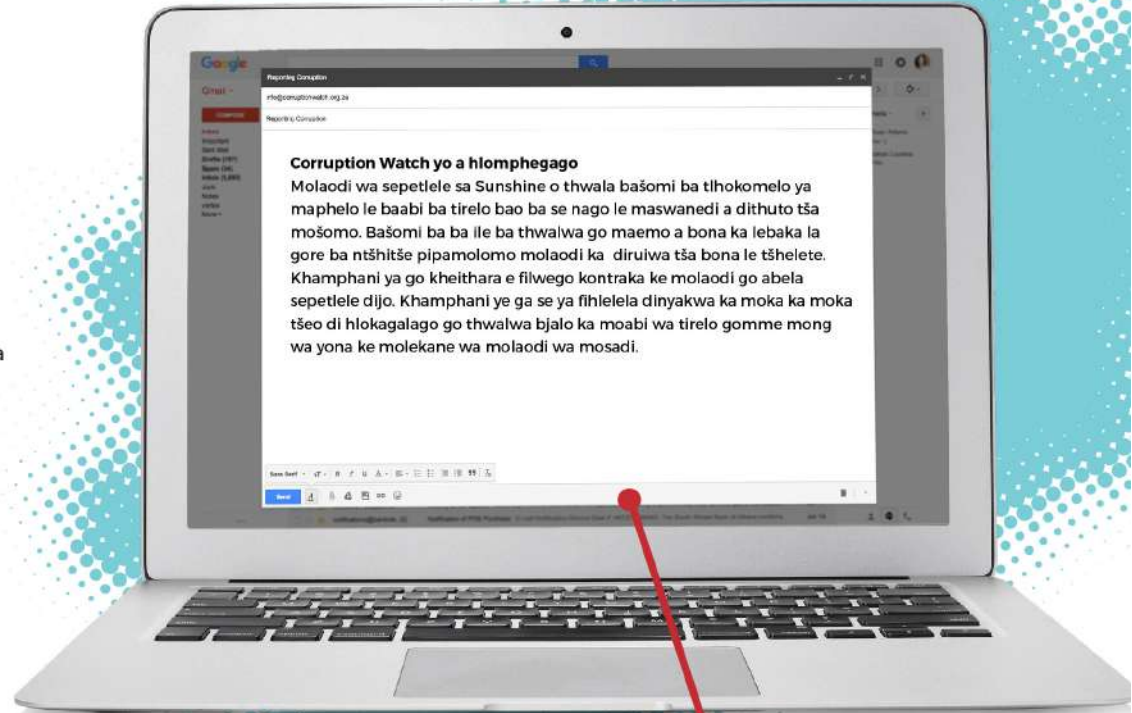 Google
Reporting Corruption
info@corruptionwatch.org.za
Reporting Corruption
Gmail
COMPOSE
Corruption Watch yo a hlomphegago
Molaodi wa sepetlele sa Sunshine o thwala bašomi ba tlhokomelo ya
maphelo le baabi ba tirelo bao ba se nago le maswanedi a dithuto tša
mošomo. Bašomi ba ba ile ba thwalwa go maemo a bona ka lebaka la
gore ba ntšhitše pipamolomo molaodi ka diruiwa tša bona le tšhelete.
Khamphani ya go kheithara e filwego kontraka ke molaodi go abela
sepetlele dijo. Khamphani ye ga se ya fihlelela dinyakwa ka moka ka moka
tšeo di hlokagalago go thwalwa bjalo ka moabi wa tirelo gomme mong
wa yona ke molekane wa molaodi wa mosadi.
a
Sans Serif
Send